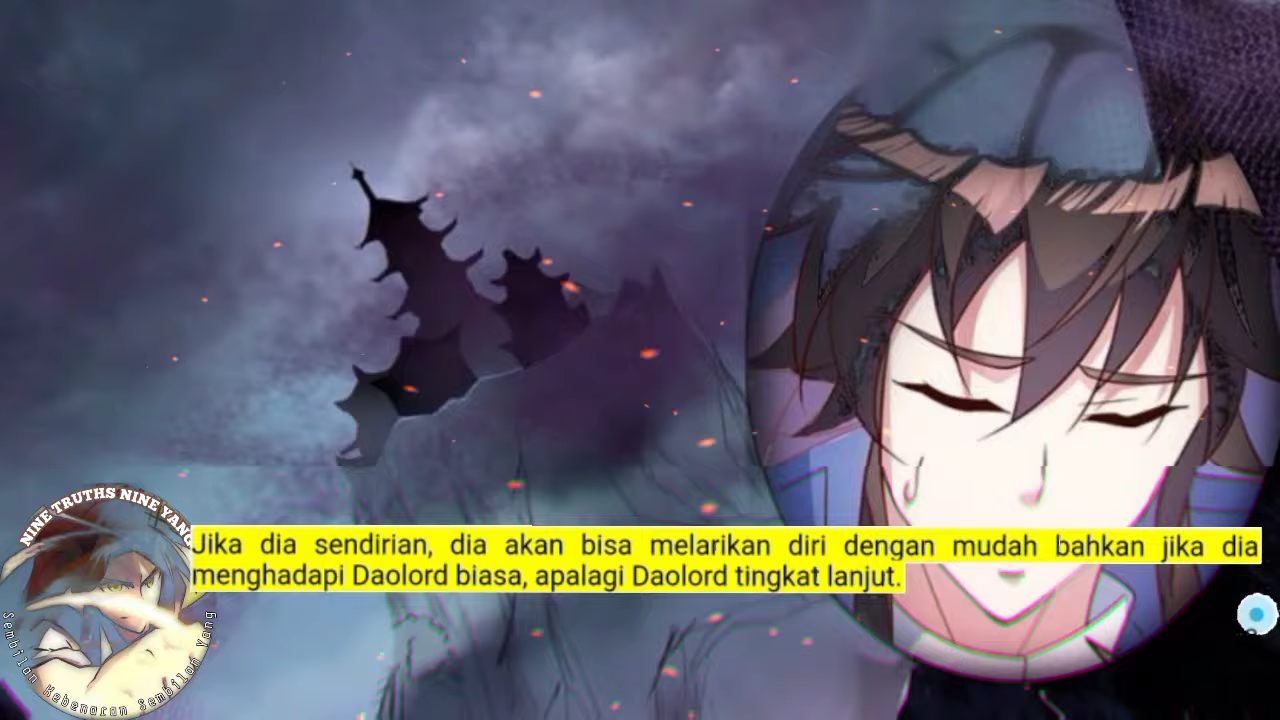 NINE TRUTHS NINE YANG
Jika dia sendirian, dia akan bisa melarikan diri dengan mudah bahkan jika dia
menghadapi Daolord biasa, apalagi Daolord tingkat lanjut.
Sembilan Kebenaran Sembilan Yang